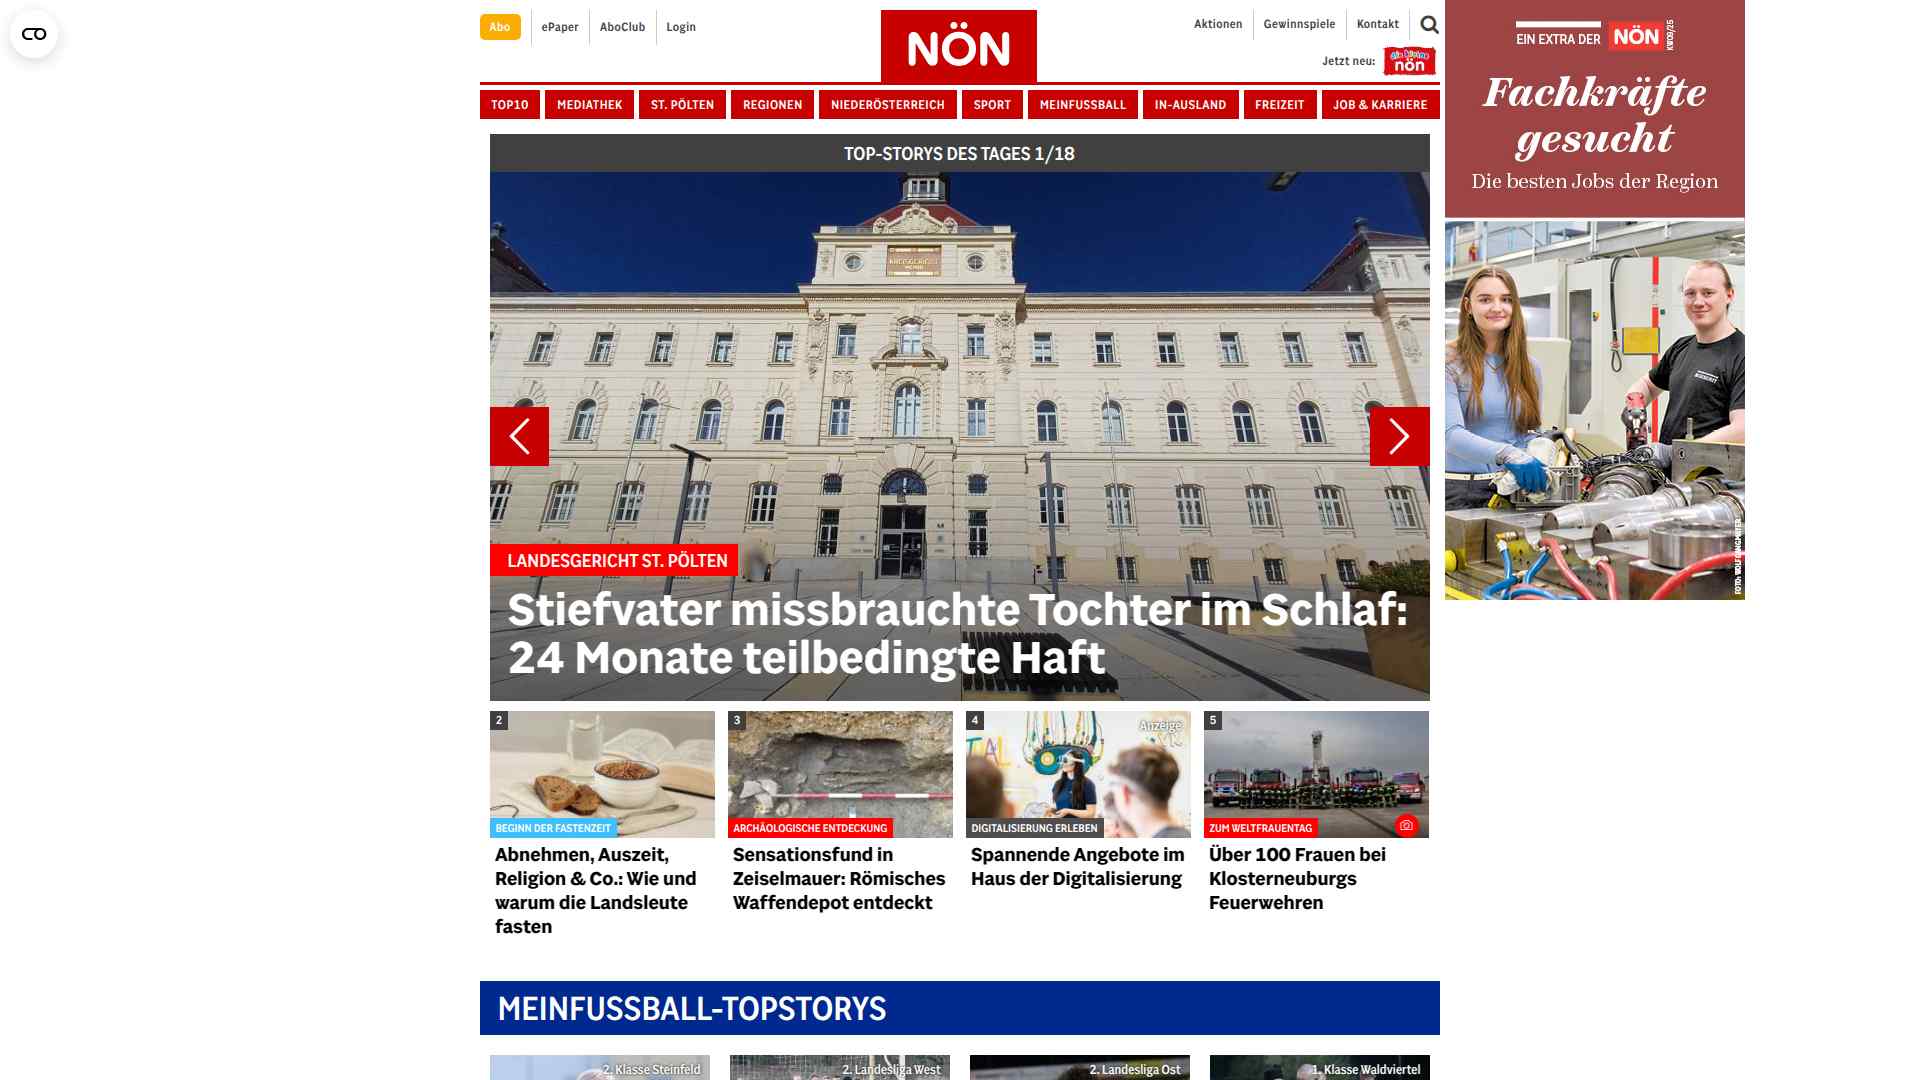 Abo
ePaper
AboClub
Login
NÖN
Aktionen
Gewinnspiele
Kontakt
Jetzt neu:
die kleine
nön
TOP10
MEDIATHEK
ST. PÖLTEN
REGIONEN
NIEDERÖSTERREICH
SPORT
MEINFUSSBALL
IN-AUSLAND
FREIZEIT
JOB & KARRIERE
TOP-STORYS DES TAGES 1/18
KREISGERICHT
LANDESGERICHT ST. PÖLTEN
Stiefvater missbrauchte Tochter im Schlaf:
24 Monate teilbedingte Haft
2
BEGINN DER FASTENZEIT
Abnehmen, Auszeit,
Religion & Co.: Wie und
warum die Landsleute
fasten
3
ARCHÄOLOGISCHE ENTDECKUNG
Sensationsfund in
Zeiselmauer: Römisches
Waffendepot entdeckt
4
Anzeige
DIGITALISIERUNG ERLEBEN
Spannende Angebote im
Haus der Digitalisierung
5
ZUM WELTFRAUENTAG
Über 100 Frauen bei
Klosterneuburgs
Feuerwehren
MEINFUSSBALL-TOPSTORYS
2. Klasse Steinfeld
2. Landesliga West
2. Landesliga Ost
1. Klasse Waldviertel
EIN EXTRA DER NÖN
KW09/25
Fachkräfte
gesucht
Die besten Jobs der Region